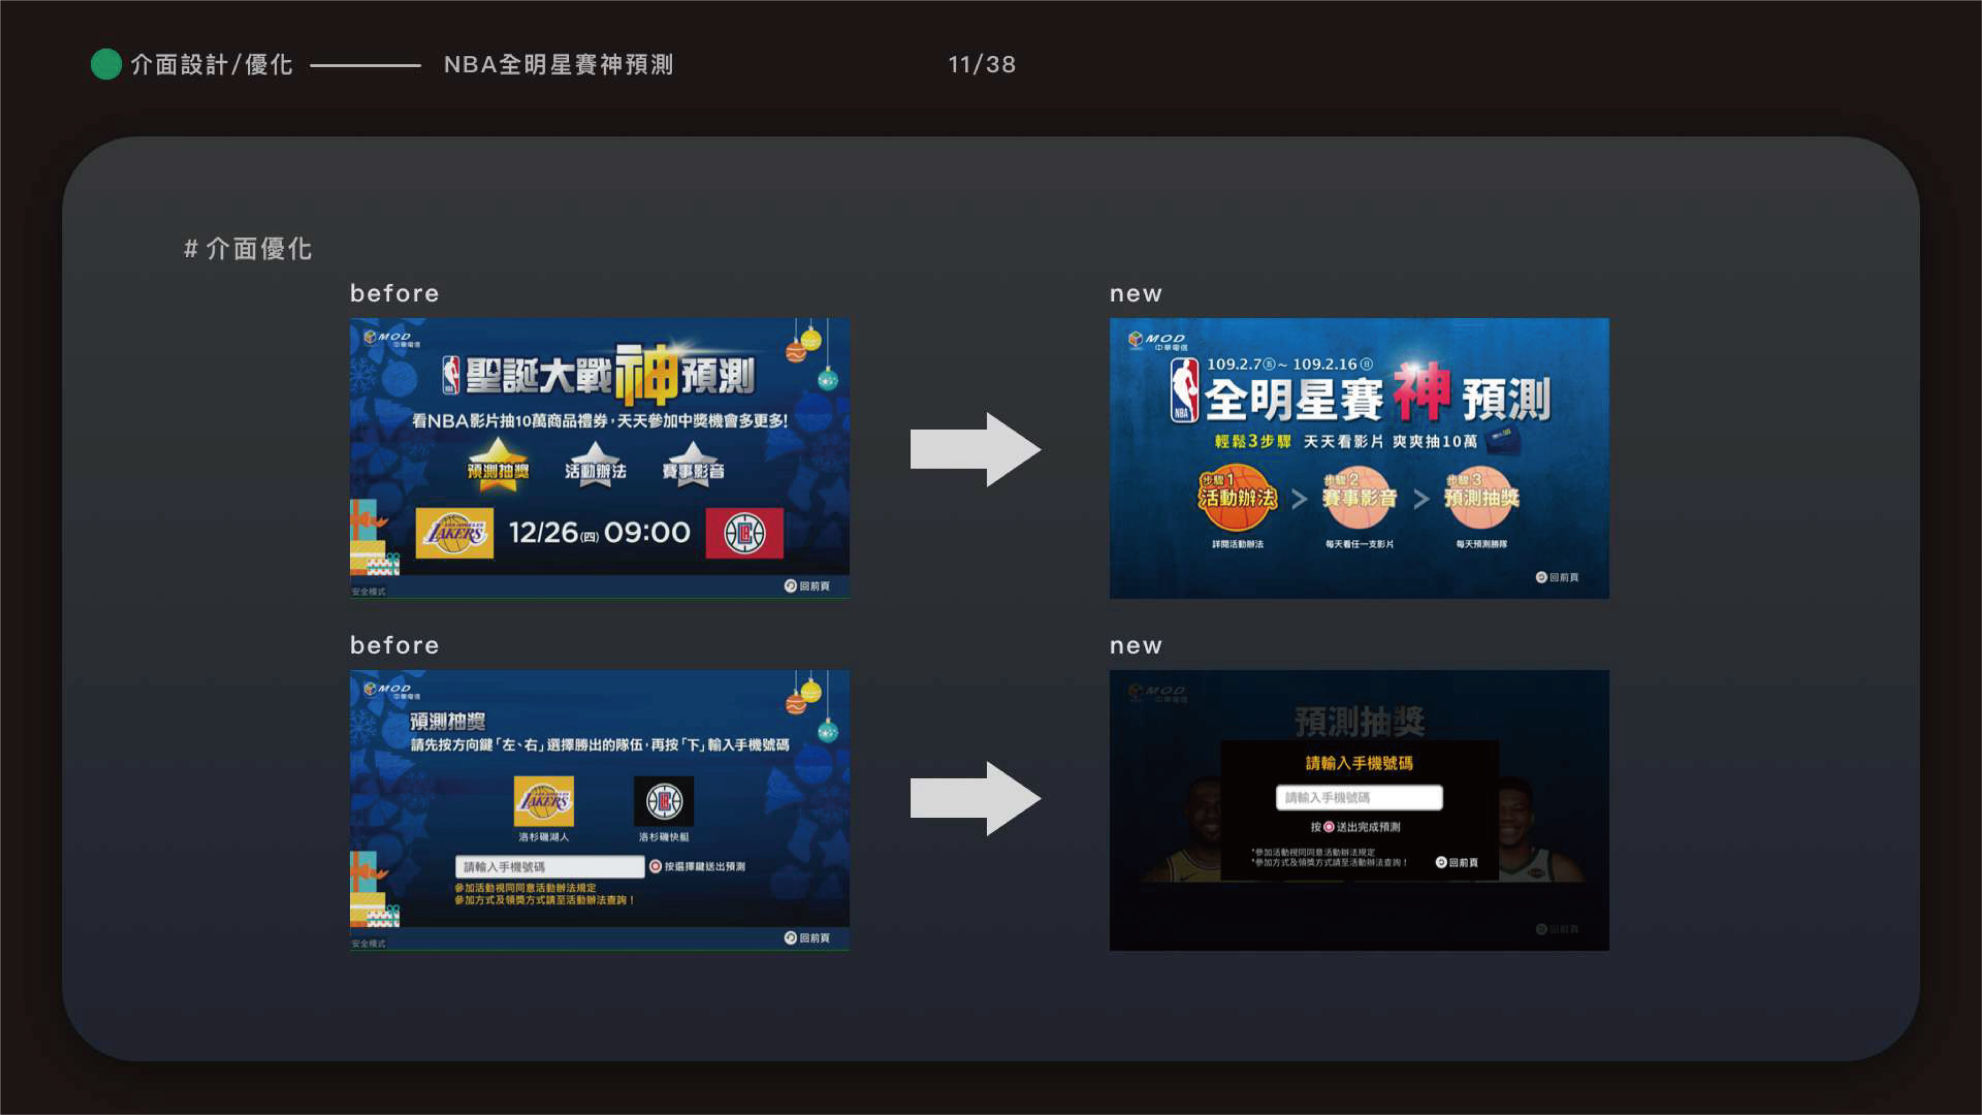 介面設計/優化
NBA全明星賽神預測
11/38
# 介面優化
before
MOD
中華電信
NBA
聖誕大戰神預測
看NBA影片抽10萬商品禮券,天天參加中獎機會多更多!
預測抽獎
活動辦法
賽事影音
LAKERS
12/26(四) 09:00
安全模式
回前頁
new
MOD
中華電信
109.2.7㊄~ 109.2.16㊐
NBA
全明星賽神預測
輕鬆3步驟 天天看影片 爽爽抽10萬
步驟1
活動辦法
>
步驟2
賽事影音
>
步驟3
預測抽獎
詳閱活動辦法
每天看任一支影片
每天預測勝隊
回前頁
before
MOD
中華電信
預測抽獎
請先按方向鍵「左、右」選擇勝出的隊伍,再按「下」輸入手機號碼
LAKERS
洛杉磯湖人
洛杉磯快艇
請輸入手機號碼
按選擇鍵送出預測
參加活動視同同意活動辦法規定
參加方式及領獎方式請至活動辦法查詢!
安全模式
回前頁
new
MOD
中華電信
預測抽獎
請輸入手機號碼
請輸入手機號碼
按送出完成預測
*參加活動視同同意活動辦法規定
*參加方式及領獎方式請至活動辦法查詢!
回前頁
回前頁